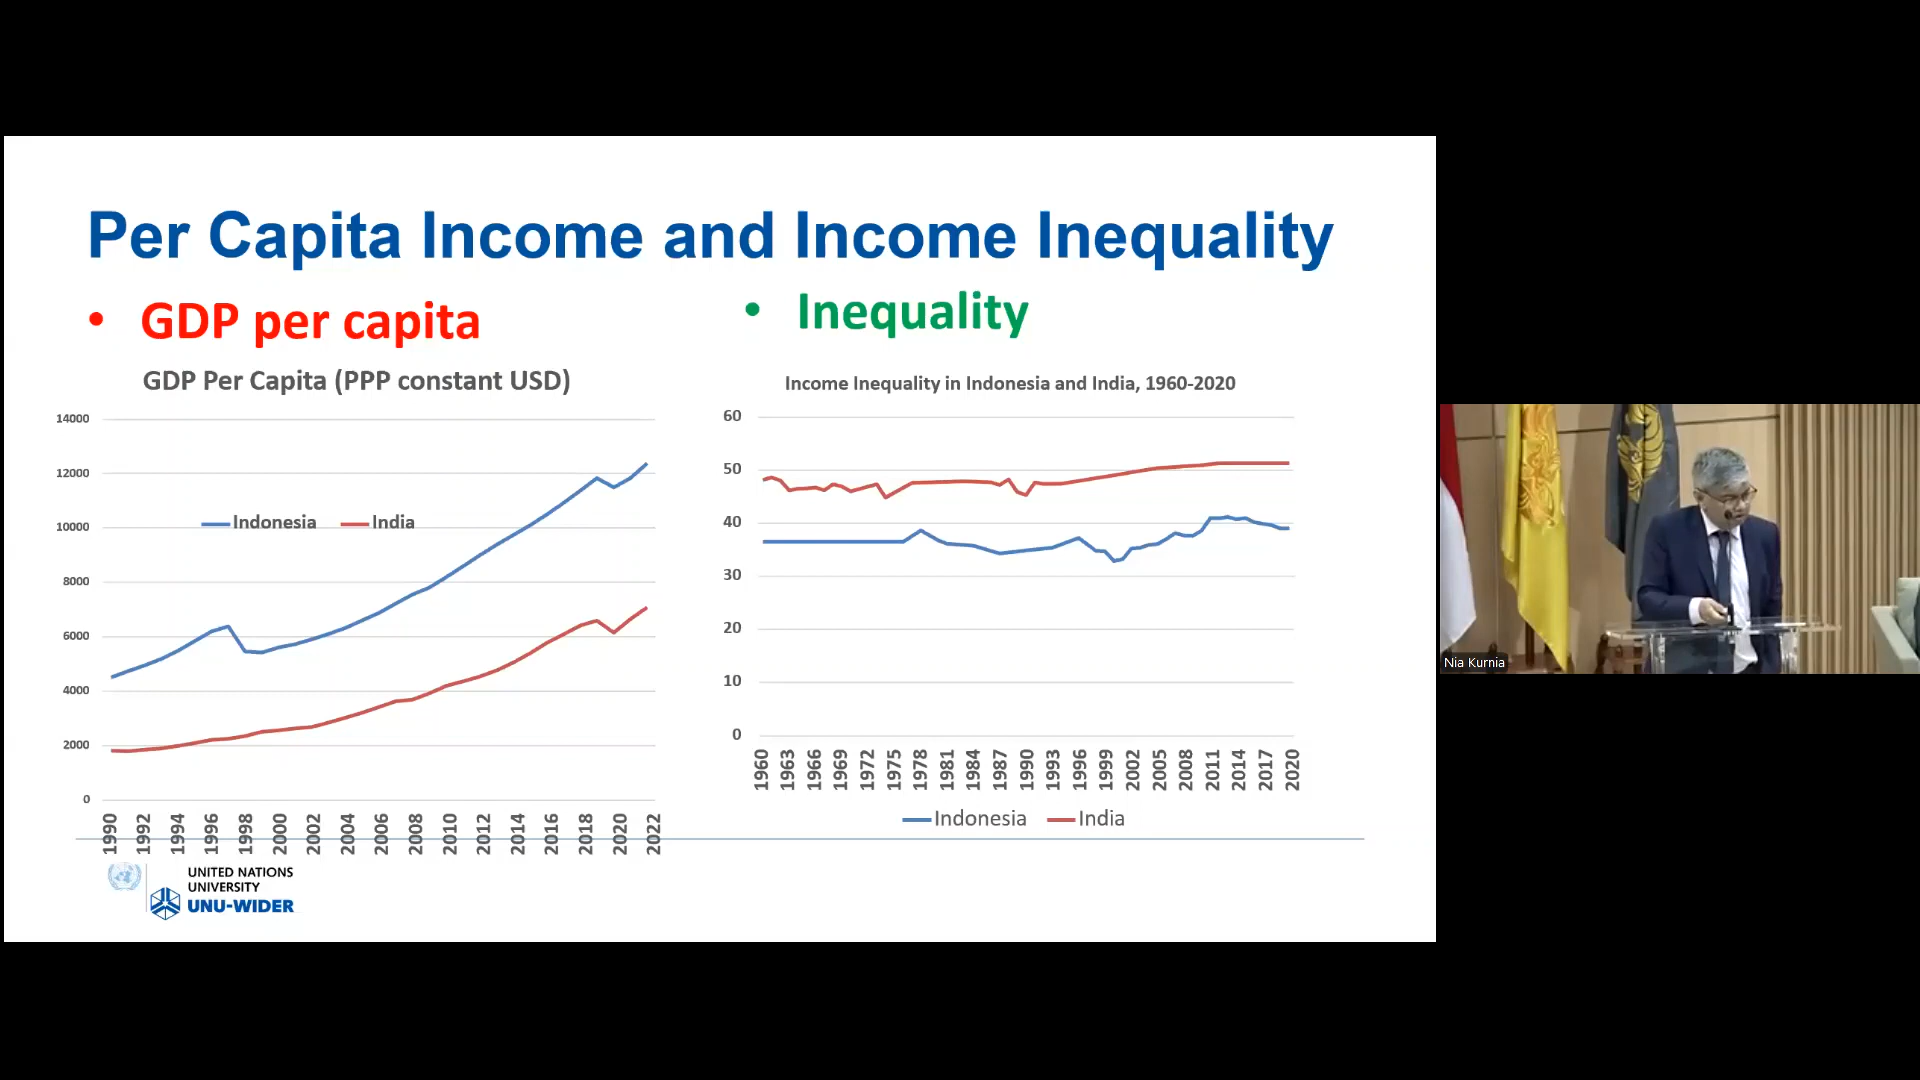 Per Capita Income and Income Inequality
• GDP per capita
GDP Per Capita (PPP constant USD)
14000
12000
10000
8000
6000
4000
2000
0
Indonesia India
1990 1992 1994 1996 1998 2000 2002 2004 2006 2008 2010 2012 2014 2016 2018 2020 2022
• Inequality
Income Inequality in Indonesia and India, 1960-2020
60
50
40
30
20
10
0
1960 1963 1966 1969 1972 1975 1978 1981 1984 1987 1990 1993 1996 1999 2002 2005 2008 2011 2014 2017 2020
Indonesia India
UNITED NATIONS
UNIVERSITY
UNU-WIDER
Nia Kurnia